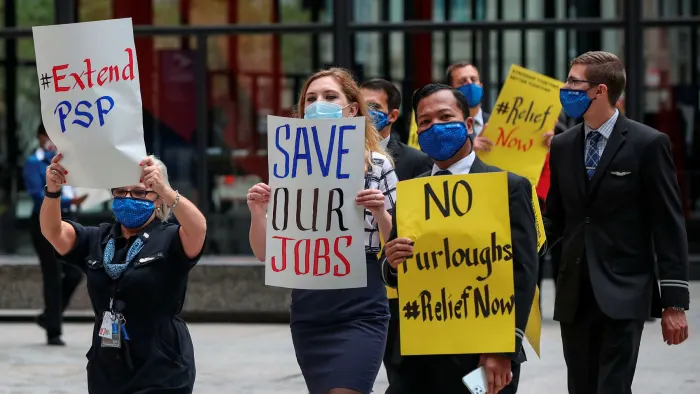 #Extend
PSP
SAVE
OUR
JOBS
NO
Furloughs
#Relief Now
#Relief
Now